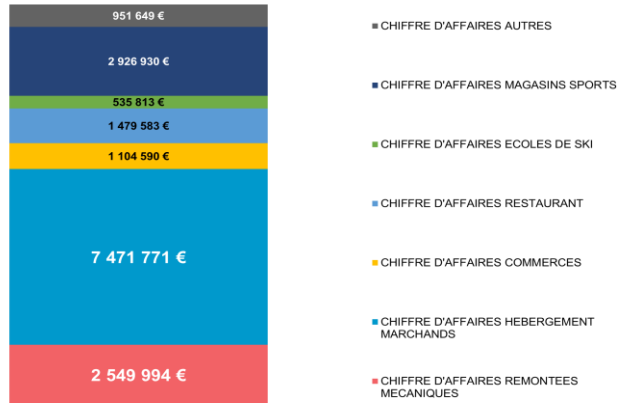 951 649 €
2 926 930 €
535 813 €
1 479 583 €
1 104 590 €
7 471 771 €
2 549 994 €
CHIFFRE D'AFFAIRES AUTRES
CHIFFRE D'AFFAIRES MAGASINS SPORTS
CHIFFRE D'AFFAIRES ECOLES DE SKI
CHIFFRE D'AFFAIRES RESTAURANT
CHIFFRE D'AFFAIRES COMMERCES
CHIFFRE D'AFFAIRES HEBERGEMENT
MARCHANDS
CHIFFRE D'AFFAIRES REMONTEES
MECANIQUES